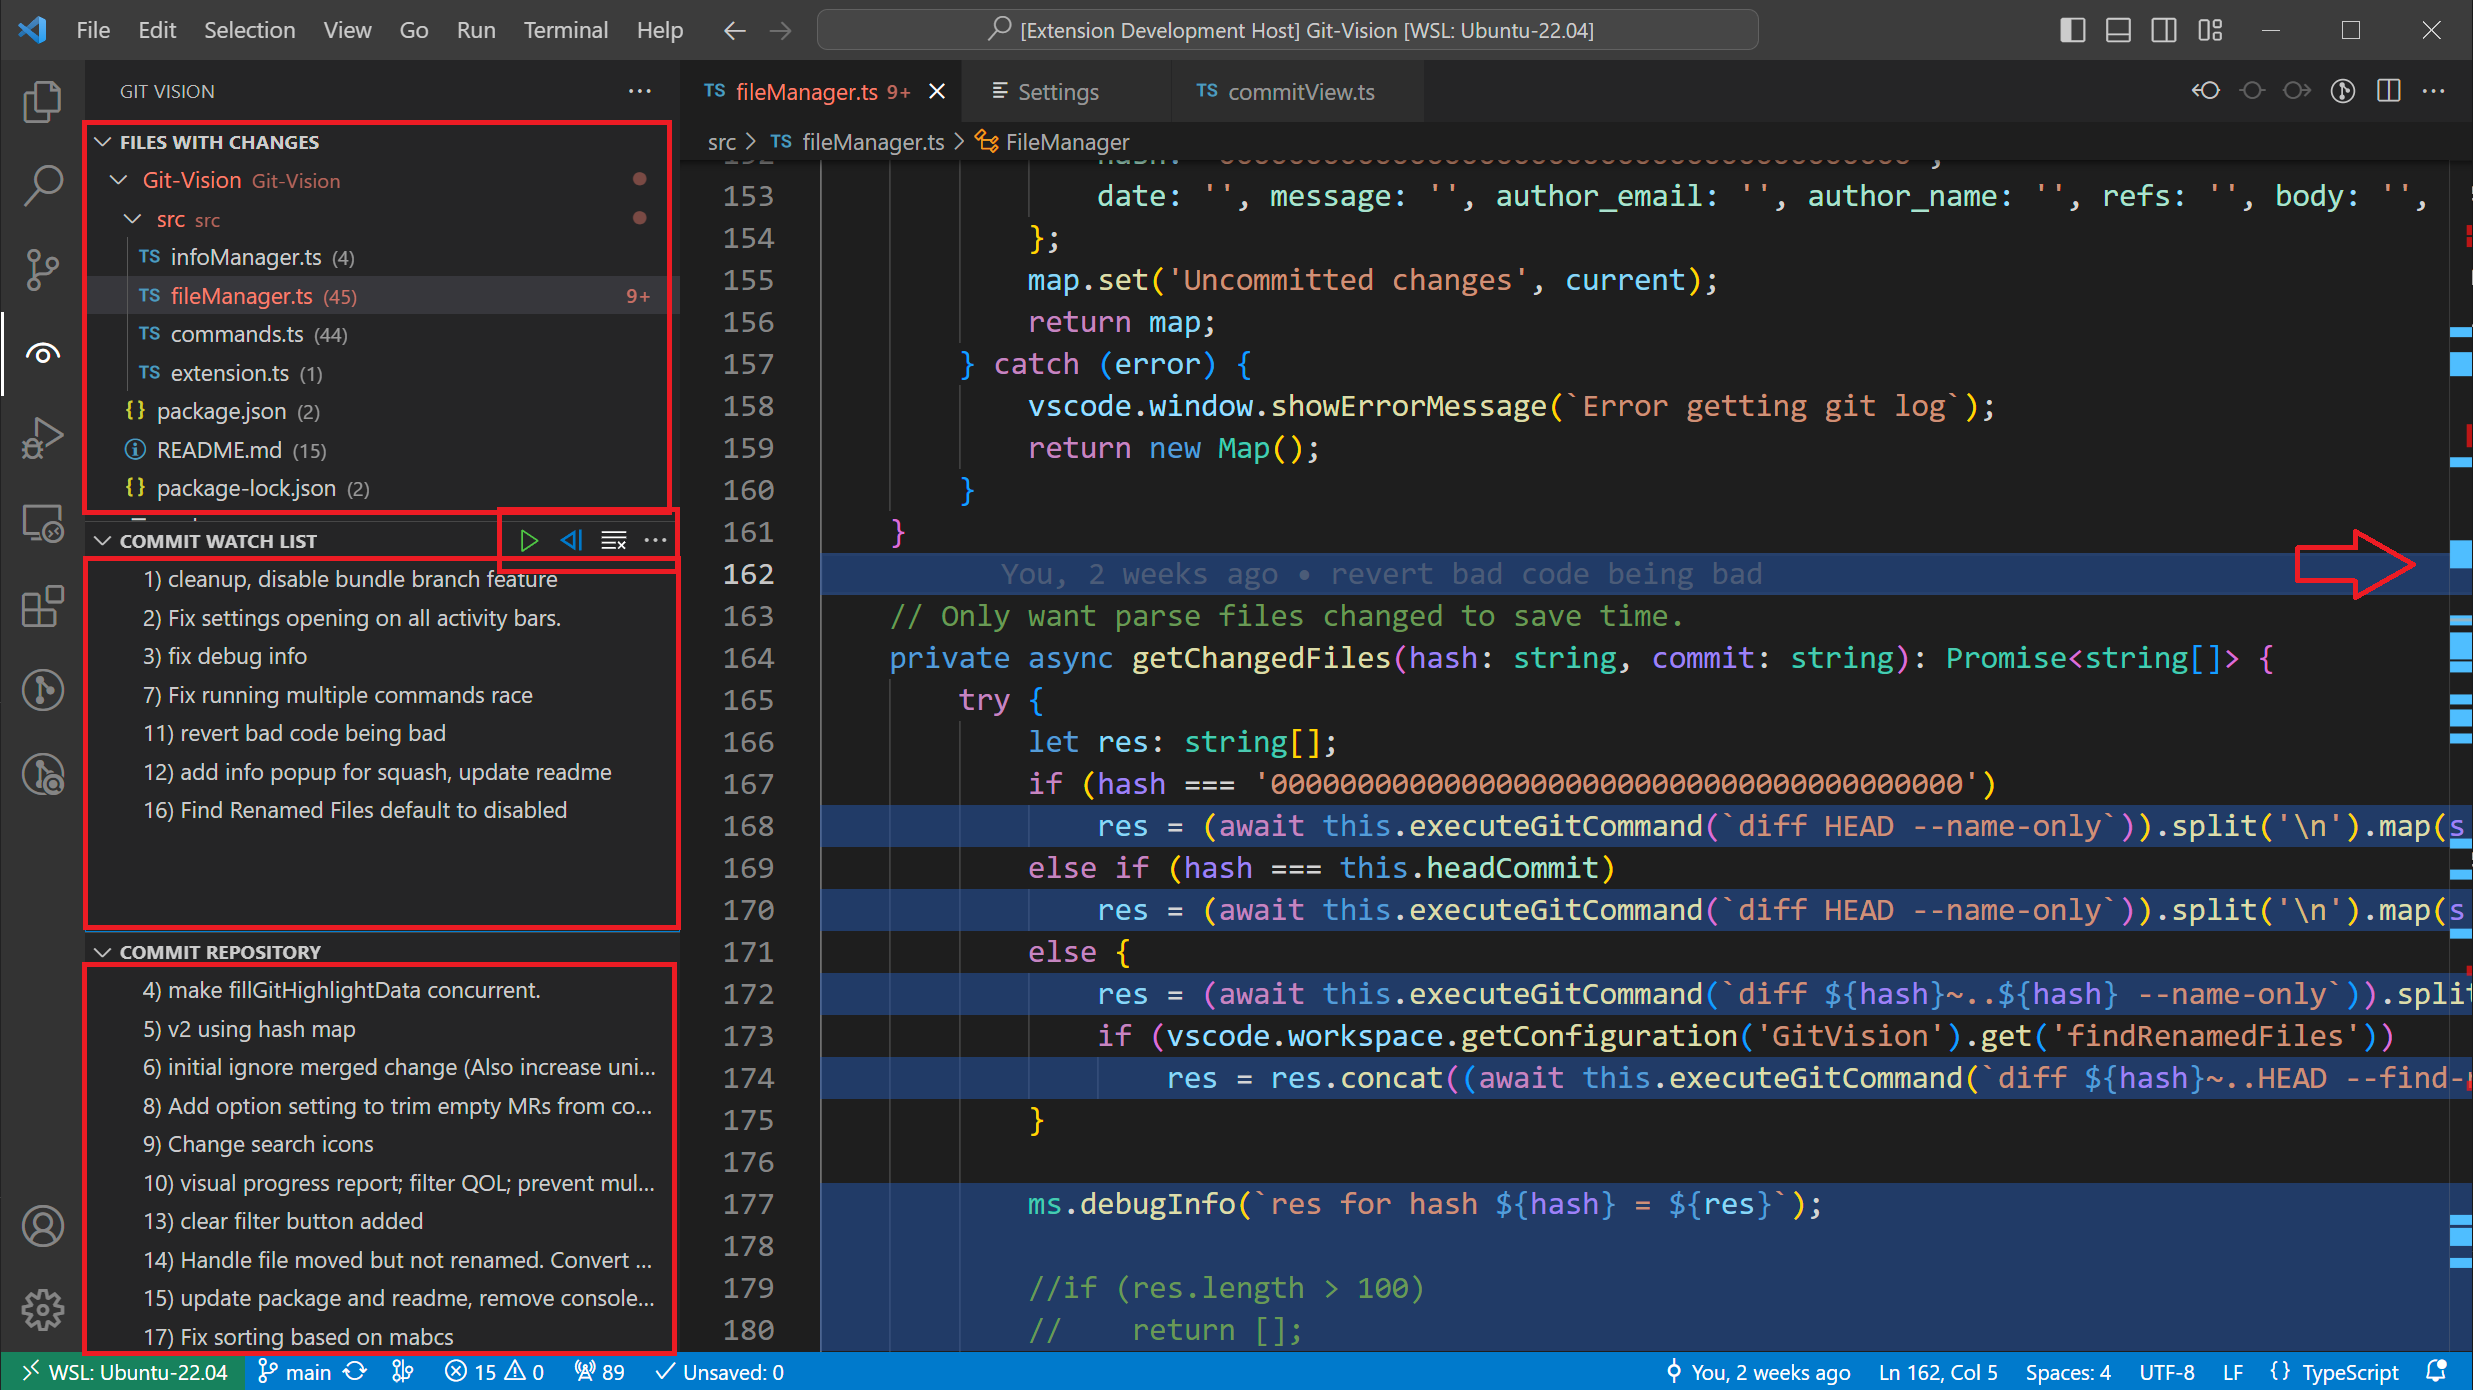 File Edit Selection View Go Run Terminal Help
[Extension Development Host] Git-Vision [WSL: Ubuntu-22.04]
GIT VISION
FILES WITH CHANGES
Git-Vision Git-Vision
src src
TS infoManager.ts (4)
TS fileManager.ts (45) 9+
TS commands.ts (44)
TS extension.ts (1)
{} package.json (2)
README.md (15)
{} package-lock.json (2)
COMMIT WATCH LIST
1) cleanup, disable bundle branch feature
2) Fix settings opening on all activity bars.
3) fix debug info
7) Fix running multiple commands race
11) revert bad code being bad
12) add info popup for squash, update readme
16) Find Renamed Files default to disabled
COMMIT REPOSITORY
4) make fillGitHighlightData concurrent.
5) v2 using hash map
6) initial ignore merged change (Also increase uni...
8) Add option setting to trim empty MRs from co...
9) Change search icons
10) visual progress report; filter QOL; prevent mul...
13) clear filter button added
14) Handle file moved but not renamed. Convert ...
15) update package and readme, remove console...
17) Fix sorting based on mabcs
TS fileManager.ts 9+ Settings TS commitView.ts
src > TS fileManager.ts > FileManager
153 date: '', message: '', author_email: '', author_name: '', refs: '', body: '',
154 };
155 map.set('Uncommitted changes', current);
156 return map;
157 } catch (error) {
158 vscode.window.showErrorMessage(`Error getting git log`);
159 return new Map();
160 }
161 }
162 You, 2 weeks ago • revert bad code being bad
163 // Only want parse files changed to save time.
164 private async getChangedFiles(hash: string, commit: string): Promise<string[]> {
165 try {
166 let res: string[];
167 if (hash === '0000000000000000000000000000000000000000')
168 res = (await this.executeGitCommand(`diff HEAD --name-only`)).split('\n').map(s
169 else if (hash === this.headCommit)
170 res = (await this.executeGitCommand(`diff HEAD --name-only`)).split('\n').map(s
171 else {
172 res = (await this.executeGitCommand(`diff ${hash}~..${hash} --name-only`)).split
173 if (vscode.workspace.getConfiguration('GitVision').get('findRenamedFiles'))
174 res = res.concat((await this.executeGitCommand(`diff ${hash}~..HEAD --find-
175 }
176
177 ms.debugInfo(`res for hash ${hash} = ${res}`);
178
179 //if (res.length > 100)
180 // return [];
WSL: Ubuntu-22.04 main 15 0 89 Unsaved: 0 You, 2 weeks ago Ln 162, Col 5 Spaces: 4 UTF-8 LF {} TypeScript